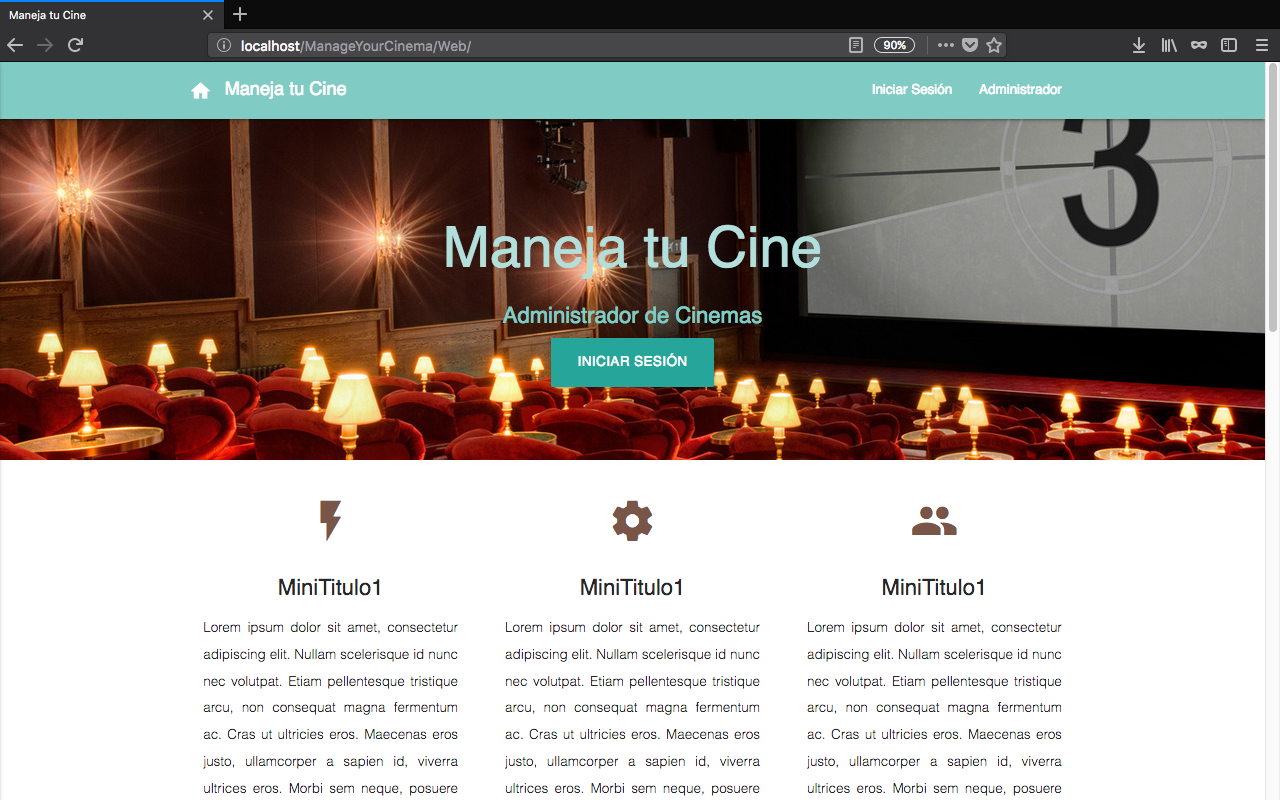 Maneja tu Cine
localhost/ManageYourCinema/Web/
90%
Maneja tu Cine
Iniciar Sesión
Administrador
3
Maneja tu Cine
Administrador de Cinemas
INICIAR SESIÓN
MiniTitulo1
Lorem ipsum dolor sit amet, consectetur
adipiscing elit. Nullam scelerisque id nunc
nec volutpat. Etiam pellentesque tristique
arcu, non consequat magna fermentum
ac. Cras ut ultricies eros. Maecenas eros
justo, ullamcorper a sapien id, viverra
ultrices eros. Morbi sem neque, posuere
MiniTitulo1
Lorem ipsum dolor sit amet, consectetur
adipiscing elit. Nullam scelerisque id nunc
nec volutpat. Etiam pellentesque tristique
arcu, non consequat magna fermentum
ac. Cras ut ultricies eros. Maecenas eros
justo, ullamcorper a sapien id, viverra
ultrices eros. Morbi sem neque, posuere
MiniTitulo1
Lorem ipsum dolor sit amet, consectetur
adipiscing elit. Nullam scelerisque id nunc
nec volutpat. Etiam pellentesque tristique
arcu, non consequat magna fermentum
ac. Cras ut ultricies eros. Maecenas eros
justo, ullamcorper a sapien id, viverra
ultrices eros. Morbi sem neque, posuere